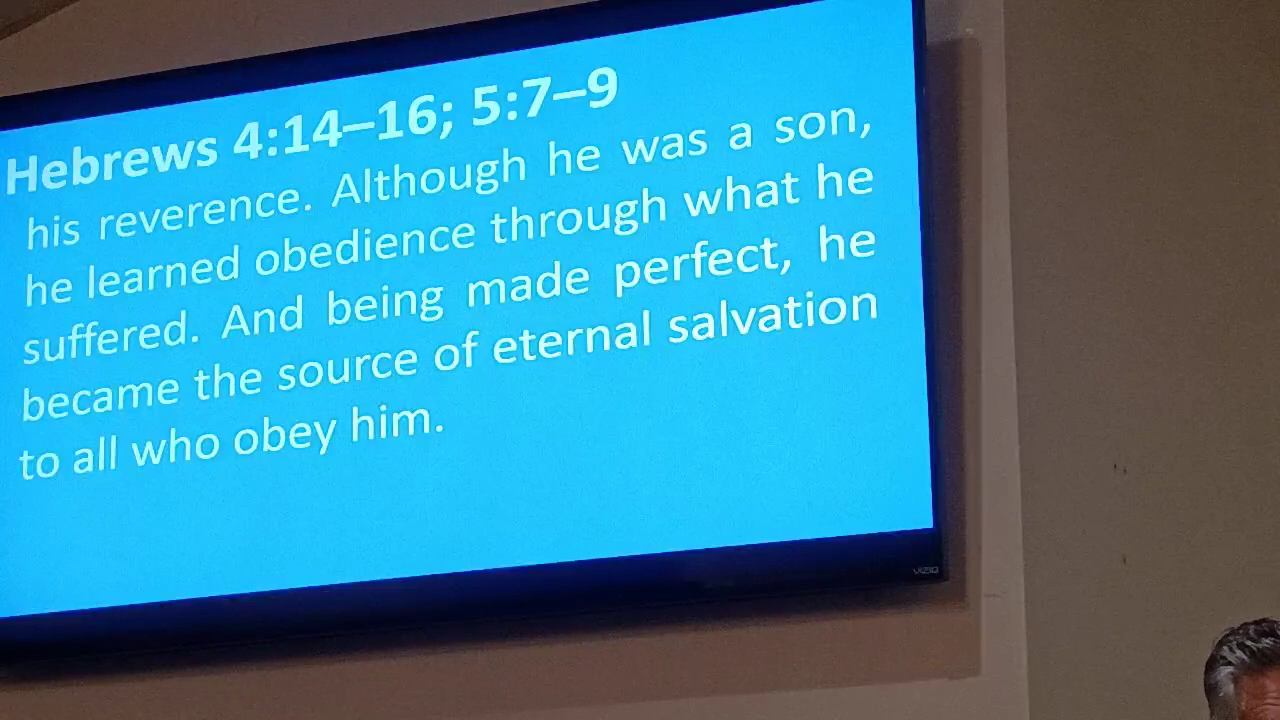 Hebrews 4:14–16; 5:7–9
his reverence. Although he was a son,
he learned obedience through what he
suffered. And being made perfect, he
became the source of eternal salvation
to all who obey him.
VIZIO